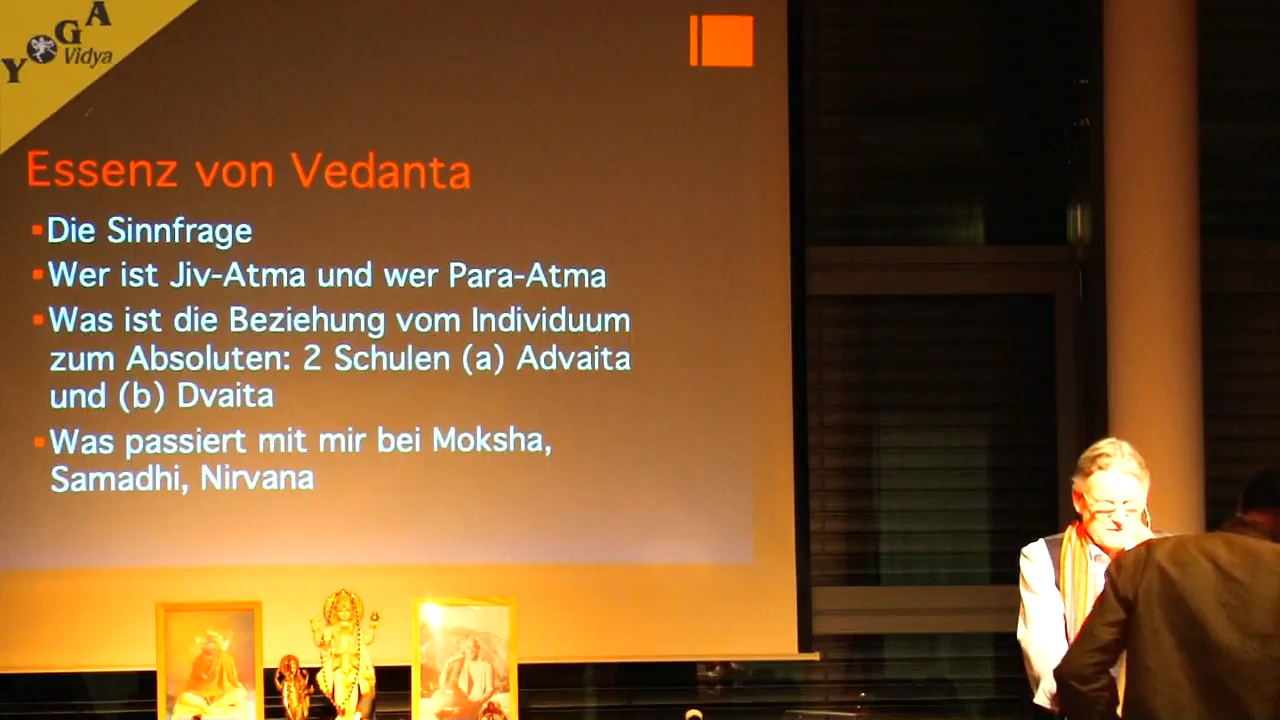 YOGA
Vidya
Essenz von Vedanta
Die Sinnfrage
Wer ist Jiv-Atma und wer Para-Atma
Was ist die Beziehung vom Individuum
zum Absoluten: 2 Schulen (a) Advaita
und (b) Dvaita
Was passiert mit mir bei Moksha,
Samadhi, Nirvana